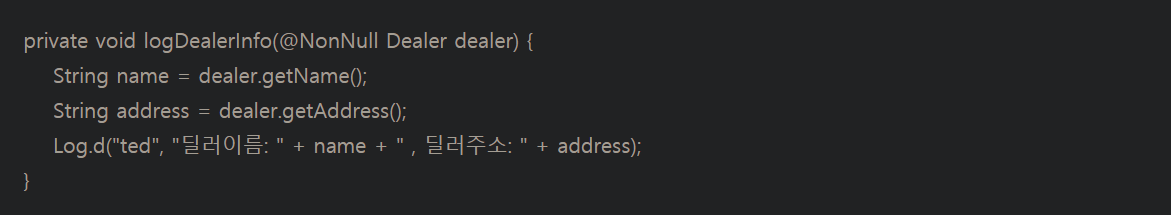 private void logDealerInfo(@NonNull Dealer dealer) {
String name = dealer.getName();
String address = dealer.getAddress();
Log.d("ted", "딜러이름: " + name + " , 딜러주소: " + address);
}